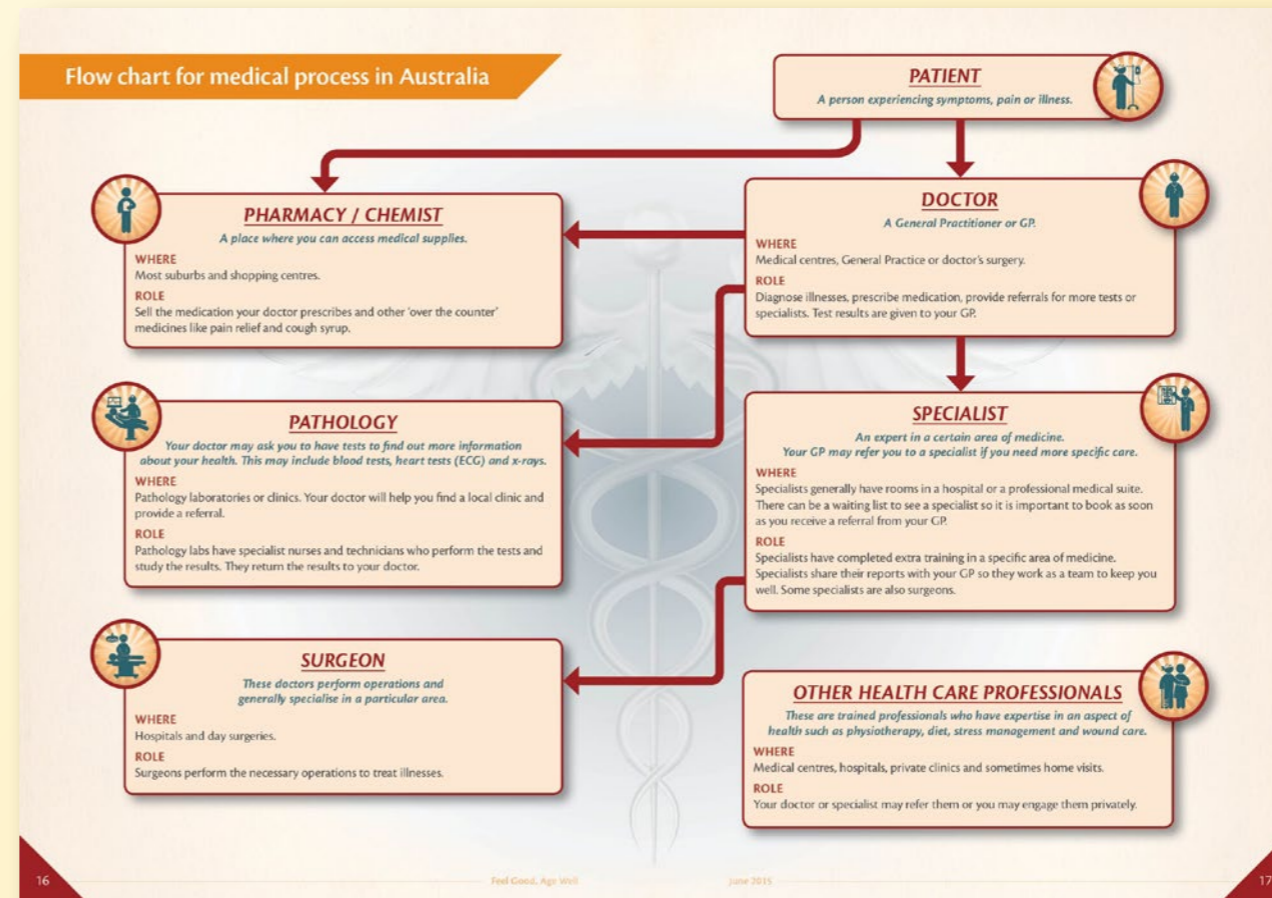 Flow chart for medical process in Australia
PATIENT
A person experiencing symptoms, pain or illness.
PHARMACY / CHEMIST
A place where you can access medical supplies.
WHERE
Most suburbs and shopping centres.
ROLE
Sell the medication your doctor prescribes and other ‘over the counter’
medicines like pain relief and cough syrup.
DOCTOR
A General Practitioner or GP.
WHERE
Medical centres, General Practice or doctor’s surgery.
ROLE
Diagnose illnesses, prescribe medication, provide referrals for more tests or
specialists. Test results are given to your GP.
PATHOLOGY
Your doctor may ask you to have tests to find out more information
about your health. This may include blood tests, heart tests (ECG) and x-rays.
WHERE
Pathology laboratories or clinics. Your doctor will help you find a local clinic and
provide a referral.
ROLE
Pathology labs have specialist nurses and technicians who perform the tests and
study the results. They return the results to your doctor.
SPECIALIST
An expert in a certain area of medicine.
Your GP may refer you to a specialist if you need more specific care.
WHERE
Specialists generally have rooms in a hospital or a professional medical suite.
There can be a waiting list to see a specialist so it is important to book as soon
as you receive a referral from your GP.
ROLE
Specialists have completed extra training in a specific area of medicine.
Specialists share their reports with your GP so they work as a team to keep you
well. Some specialists are also surgeons.
SURGEON
These doctors perform operations and
generally specialise in a particular area.
WHERE
Hospitals and day surgeries.
ROLE
Surgeons perform the necessary operations to treat illnesses.
OTHER HEALTH CARE PROFESSIONALS
These are trained professionals who have expertise in an aspect of
health such as physiotherapy, diet, stress management and wound care.
WHERE
Medical centres, hospitals, private clinics and sometimes home visits.
ROLE
Your doctor or specialist may refer them or you may engage them privately.
16
Feel Good, Age Well
June 2015
17